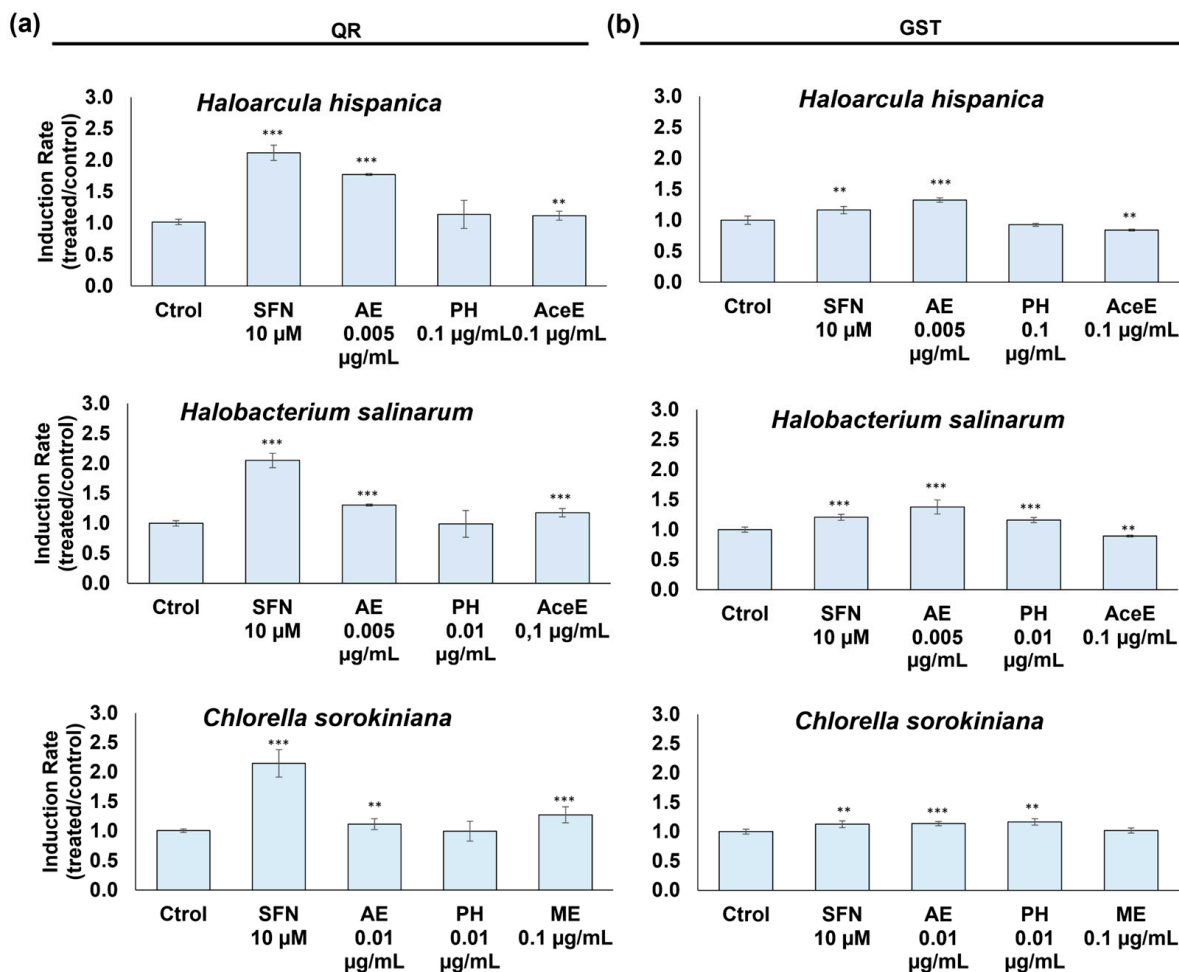 (a)
QR
(b)
GST
Haloarcula hispanica
Induction Rate
(treated/control)
3.0
2.5
2.0
1.5
1.0
0.5
0.0
***
***
**
Ctrol SFN AE PH AceE
10 µM 0.005 0.1 µg/mL 0.1 µg/mL
µg/mL
Haloarcula hispanica
3.0
2.5
2.0
1.5
1.0
0.5
0.0
**
***
**
Ctrol SFN AE PH AceE
10 µM 0.005 0.1 0.1 µg/mL
µg/mL µg/mL
Halobacterium salinarum
Induction Rate
(treated/control)
3.0
2.5
2.0
1.5
1.0
0.5
0.0
***
***
***
Ctrol SFN AE PH AceE
10 µM 0.005 0.01 0,1 µg/mL
µg/mL µg/mL
Halobacterium salinarum
3.0
2.5
2.0
1.5
1.0
0.5
0.0
***
***
***
**
Ctrol SFN AE PH AceE
10 µM 0.005 0.01 0.1 µg/mL
µg/mL µg/mL
Chlorella sorokiniana
Induction Rate
(treated/control)
3.0
2.5
2.0
1.5
1.0
0.5
0.0
***
**
***
Ctrol SFN AE PH ME
10 µM 0.01 0.01 0.1 µg/mL
µg/mL µg/mL
Chlorella sorokiniana
3.0
2.5
2.0
1.5
1.0
0.5
0.0
**
***
**
Ctrol SFN AE PH ME
10 µM 0.01 0.01 0.1 µg/mL
µg/mL µg/mL